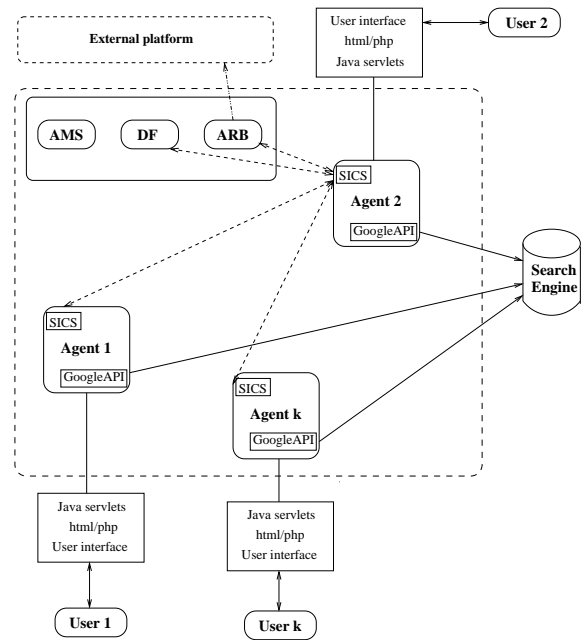 User interface
html/php
Java servlets
User 2
External platform
AMS
DF
ARB
SICS
Agent 2
GoogleAPI
Search
Engine
SICS
Agent 1
GoogleAPI
SICS
Agent k
GoogleAPI
Java servlets
html/php
User interface
Java servlets
html/php
User interface
User 1
User k